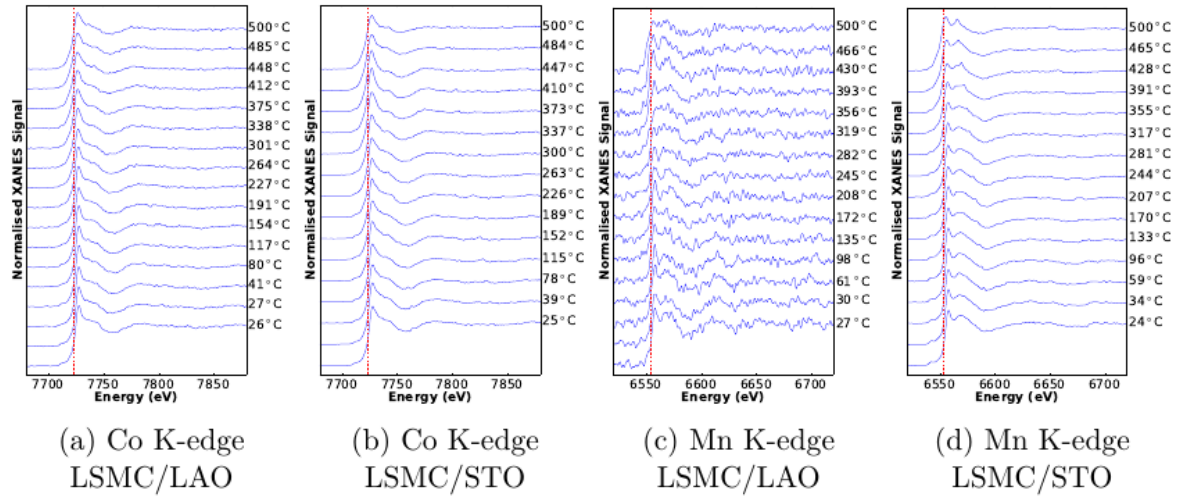 Normalised XANES Signal
500°C
485°C
448°C
412°C
375°C
338°C
301°C
264°C
227°C
191°C
154°C
117°C
80°C
41°C
27°C
26°C
7700 7750 7800 7850
Energy (eV)
(a) Co K-edge
LSMC/LAO
Normalised XANES Signal
500°C
484°C
447°C
410°C
373°C
337°C
300°C
263°C
226°C
189°C
152°C
115°C
78°C
39°C
25°C
7700 7750 7800 7850
Energy (eV)
(b) Co K-edge
LSMC/STO
Normalised XANES Signal
500°C
466°C
430°C
393°C
356°C
319°C
282°C
245°C
208°C
172°C
135°C
98°C
61°C
30°C
27°C
6550 6600 6650 6700
Energy (eV)
(c) Mn K-edge
LSMC/LAO
Normalised XANES Signal
500°C
465°C
428°C
391°C
355°C
317°C
281°C
244°C
207°C
170°C
133°C
96°C
59°C
34°C
24°C
6550 6600 6650 6700
Energy (eV)
(d) Mn K-edge
LSMC/STO